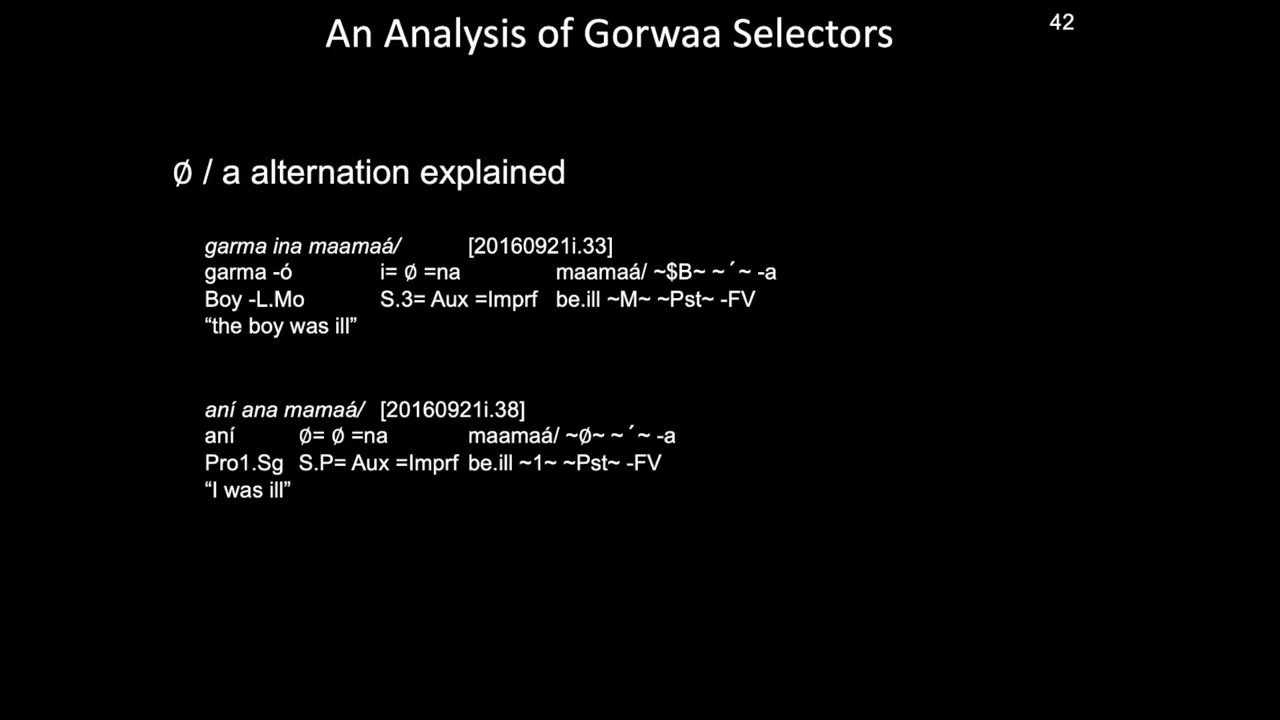 An Analysis of Gorwaa Selectors
42
Ø / a alternation explained
garma ina maamaá/ [20160921i.33]
garma -ó i= Ø =na maamaá/ ~$B~ ~´~ -a
Boy -L.Mo S.3= Aux =Imprf be.ill ~M~ ~Pst~ -FV
“the boy was ill”
aní ana mamaá/ [20160921i.38]
aní Ø= Ø =na maamaá/ ~Ø~ ~´~ -a
Pro1.Sg S.P= Aux =Imprf be.ill ~1~ ~Pst~ -FV
“I was ill”